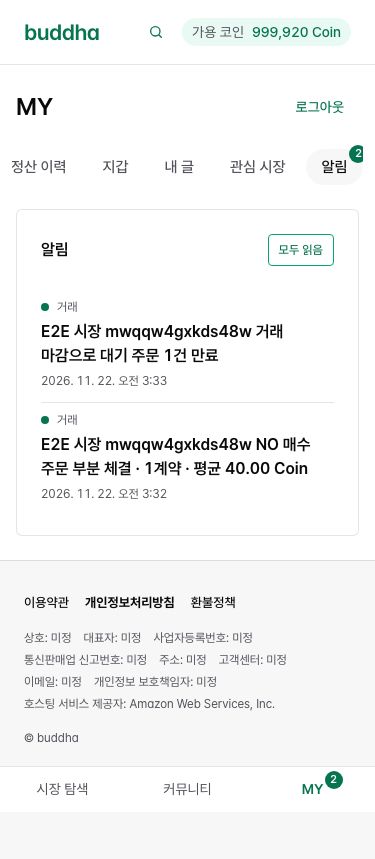 buddha
가용 코인 999,920 Coin
MY
로그아웃
정산 이력 지갑 내 글 관심 시장 알림 2
알림
모두 읽음
거래
E2E 시장 mwqqw4gxkds48w 거래
마감으로 대기 주문 1건 만료
2026. 11. 22. 오전 3:33
거래
E2E 시장 mwqqw4gxkds48w NO 매수
주문 부분 체결 · 1계약 · 평균 40.00 Coin
2026. 11. 22. 오전 3:32
이용약관 개인정보처리방침 환불정책
상호: 미정 대표자: 미정 사업자등록번호: 미정
통신판매업 신고번호: 미정 주소: 미정 고객센터: 미정
이메일: 미정 개인정보 보호책임자: 미정
호스팅 서비스 제공자: Amazon Web Services, Inc.
© buddha
시장 탐색 커뮤니티 MY 2